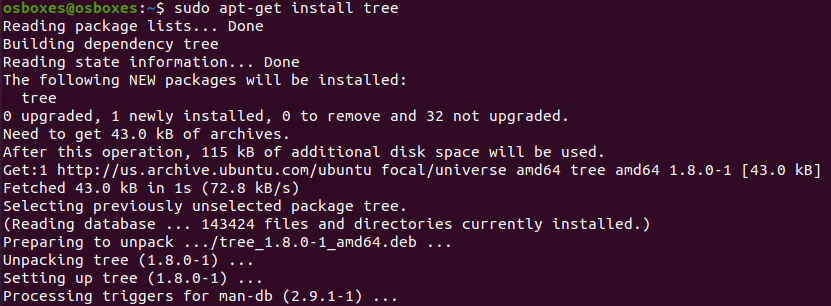 osboxes@osboxes:~$ sudo apt-get install tree
Reading package lists... Done
Building dependency tree
Reading state information... Done
The following NEW packages will be installed:
  tree
0 upgraded, 1 newly installed, 0 to remove and 32 not upgraded.
Need to get 43.0 kB of archives.
After this operation, 115 kB of additional disk space will be used.
Get:1 http://us.archive.ubuntu.com/ubuntu focal/universe amd64 tree amd64 1.8.0-1 [43.0 kB]
Fetched 43.0 kB in 1s (72.8 kB/s)
Selecting previously unselected package tree.
(Reading database ... 143424 files and directories currently installed.)
Preparing to unpack .../tree_1.8.0-1_amd64.deb ...
Unpacking tree (1.8.0-1) ...
Setting up tree (1.8.0-1) ...
Processing triggers for man-db (2.9.1-1) ...